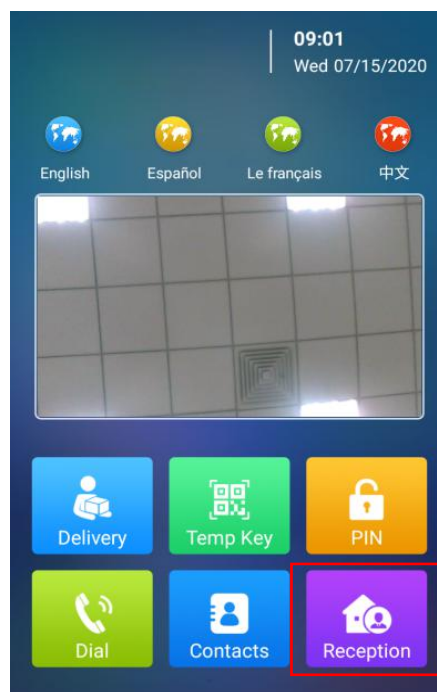 09:01
Wed 07/15/2020
English Español Le français 中文
Delivery Temp Key PIN
Dial Contacts Reception